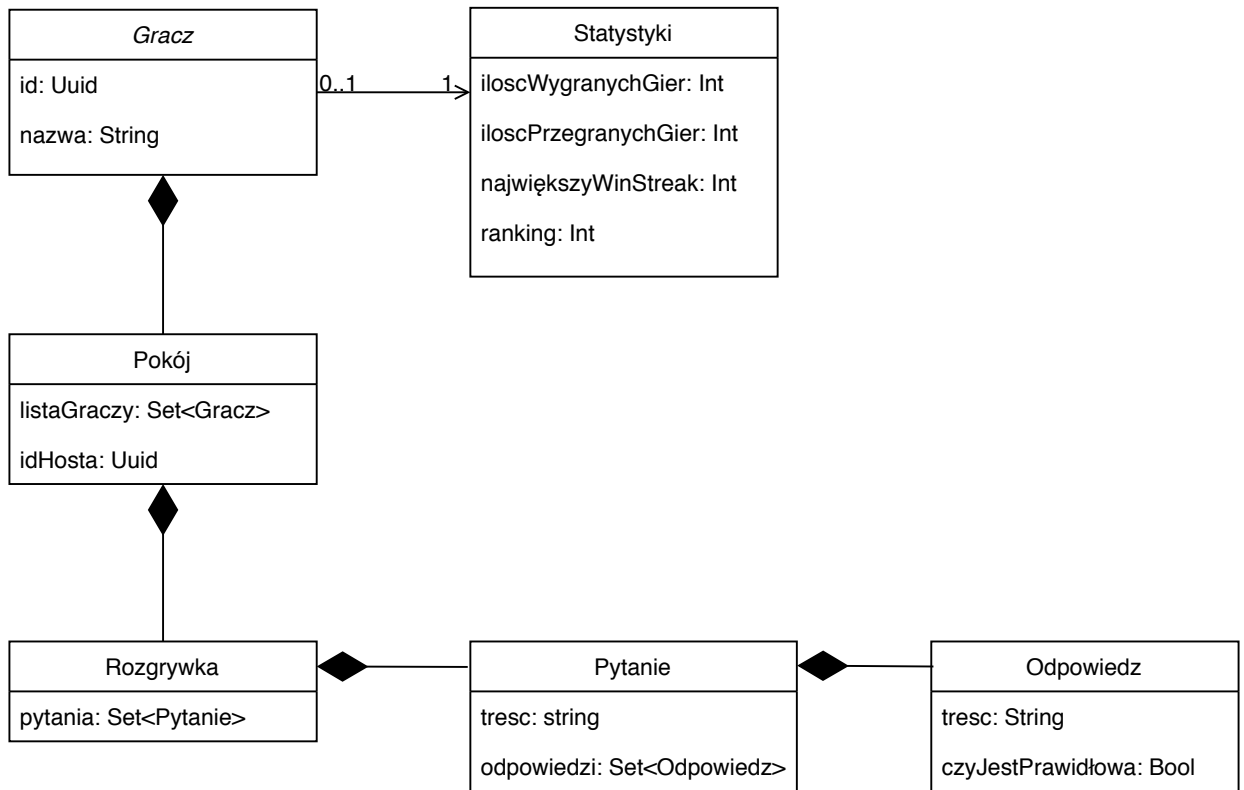 Gracz
id: Uuid
nazwa: String
0..1
1
Statystyki
iloscWygranychGier: Int
iloscPrzegranychGier: Int
największyWinStreak: Int
ranking: Int
Pokój
listaGraczy: Set<Gracz>
idHosta: Uuid
Rozgrywka
pytania: Set<Pytanie>
Pytanie
tresc: string
odpowiedzi: Set<Odpowiedz>
Odpowiedz
tresc: String
czyJestPrawidłowa: Bool